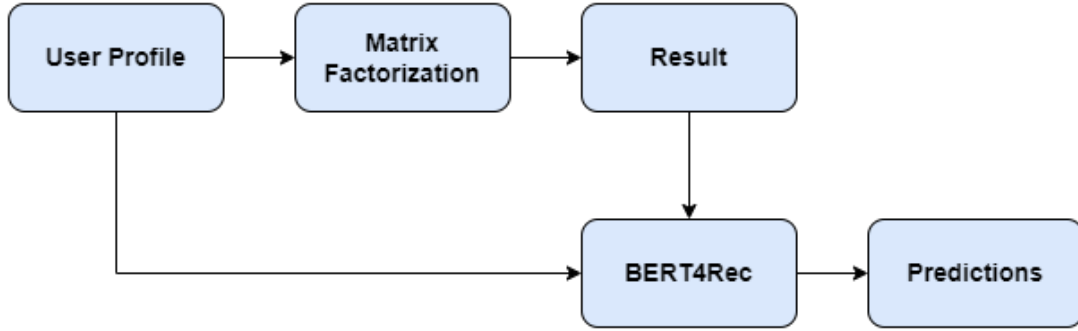 User Profile
Matrix
Factorization
Result
BERT4Rec
Predictions